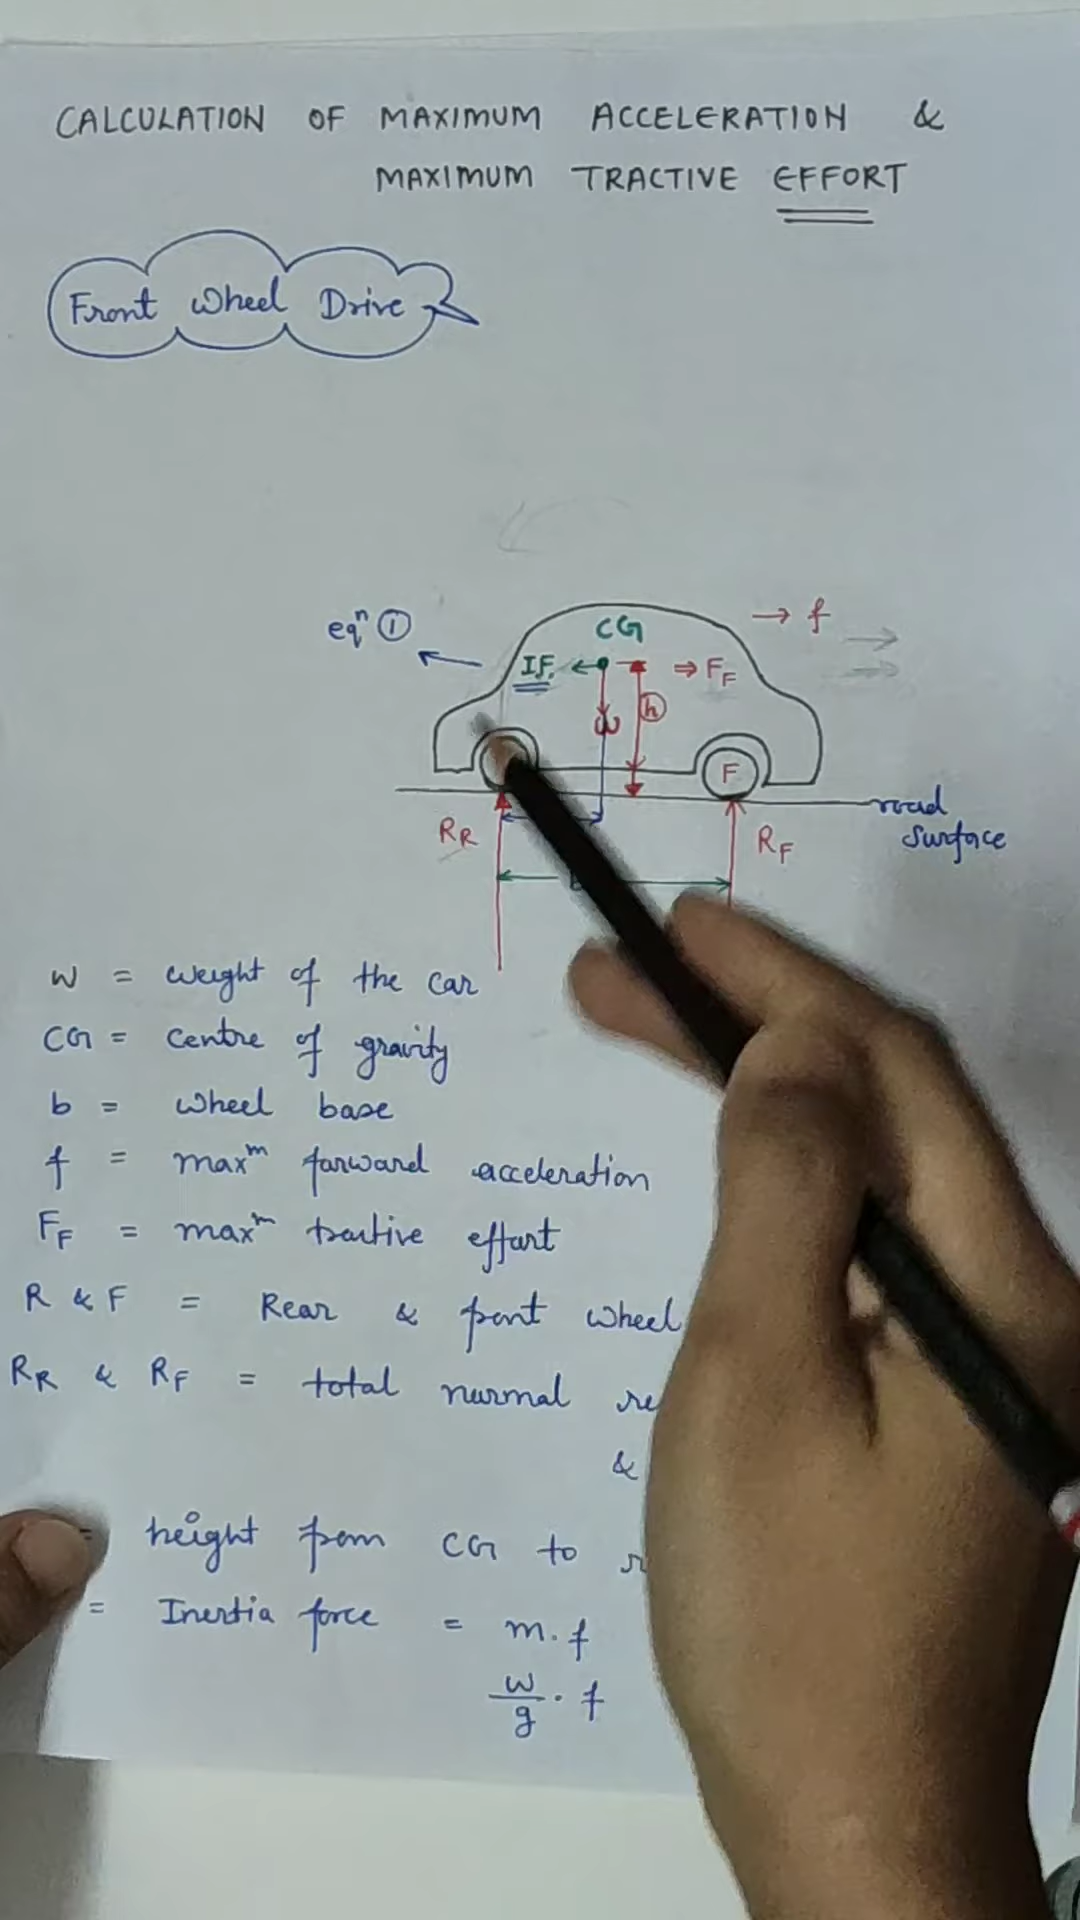 CALCULATION OF MAXIMUM ACCELERATION &
MAXIMUM TRACTIVE EFFORT
Front Wheel Drive
→ f
eqⁿ ①
CG
IF. ⇒ FF
h
W
F
road
surface
RR
RF
W = weight of the car
CG = centre of gravity
b = wheel base
f = maxᵐ forward acceleration
FF = maxᵐ tractive effort
R & F = Rear & front wheel
RR & RF = total normal re
&
= height from CG to r
= Inertia force = m.f
w/g . f